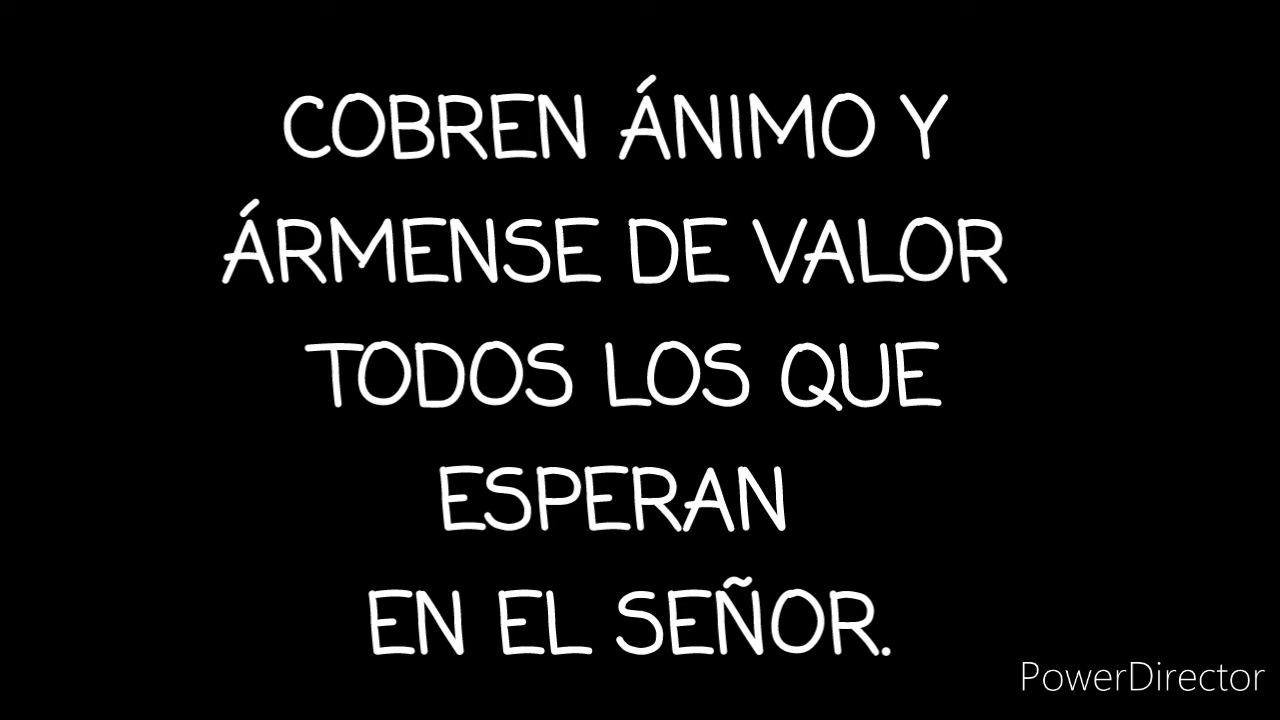 COBREN ÁNIMO Y
ÁRMENSE DE VALOR
TODOS LOS QUE
ESPERAN
EN EL SEÑOR.
PowerDirector